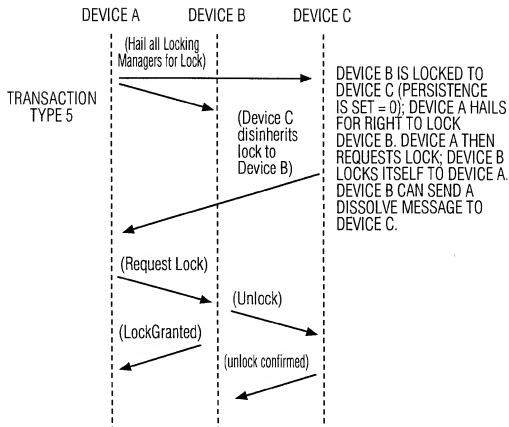 DEVICE A DEVICE B DEVICE C
(Hail all Locking
Managers for Lock)
TRANSACTION
TYPE 5
(Device C
disinherits
lock to
Device B)
DEVICE B IS LOCKED TO
DEVICE C (PERSISTENCE
IS SET = 0); DEVICE A HAILS
FOR RIGHT TO LOCK
DEVICE B. DEVICE A THEN
REQUESTS LOCK; DEVICE B
LOCKS ITSELF TO DEVICE A.
DEVICE B CAN SEND A
DISSOLVE MESSAGE TO
DEVICE C.
(Request Lock)
(Unlock)
(LockGranted)
(unlock confirmed)